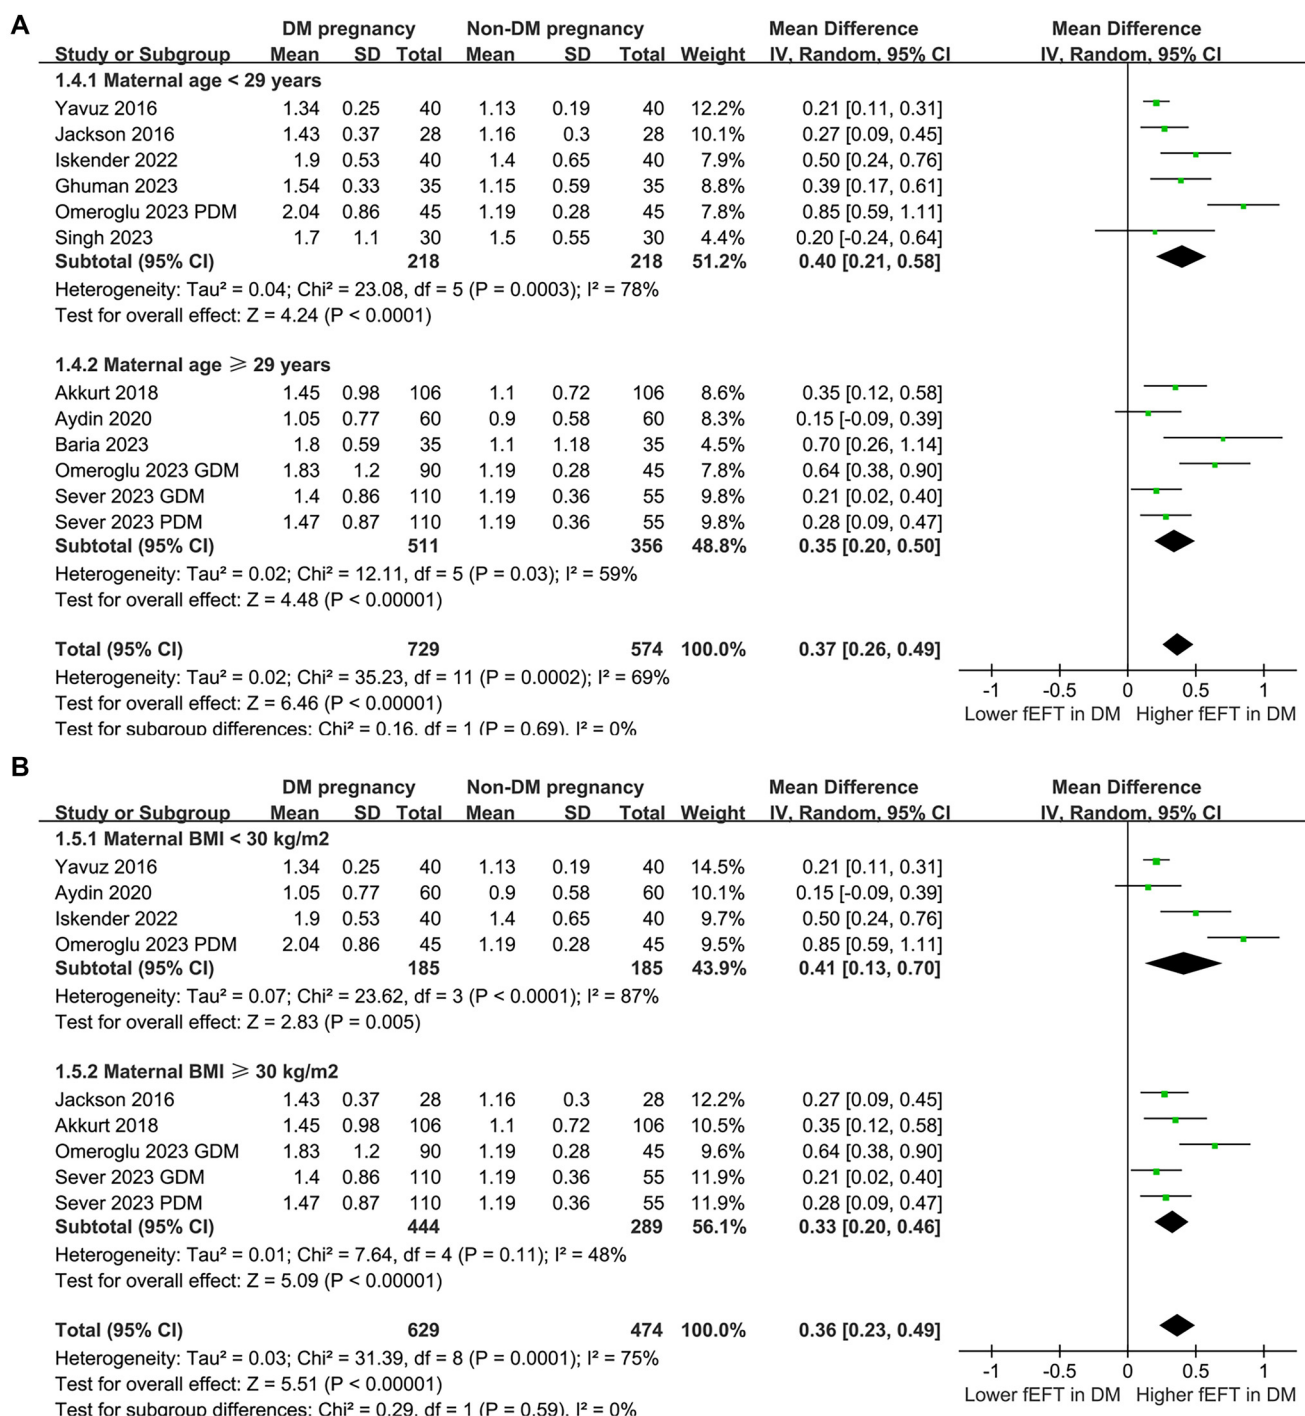 A
DM pregnancy Non-DM pregnancy Mean Difference Mean Difference
Study or Subgroup Mean SD Total Mean SD Total Weight IV, Random, 95% CI IV, Random, 95% CI
1.4.1 Maternal age < 29 years
Yavuz 2016 1.34 0.25 40 1.13 0.19 40 12.2% 0.21 [0.11, 0.31]
Jackson 2016 1.43 0.37 28 1.16 0.3 28 10.1% 0.27 [0.09, 0.45]
Iskender 2022 1.9 0.53 40 1.4 0.65 40 7.9% 0.50 [0.24, 0.76]
Ghuman 2023 1.54 0.33 35 1.15 0.59 35 8.8% 0.39 [0.17, 0.61]
Omeroglu 2023 PDM 2.04 0.86 45 1.19 0.28 45 7.8% 0.85 [0.59, 1.11]
Singh 2023 1.7 1.1 30 1.5 0.55 30 4.4% 0.20 [-0.24, 0.64]
Subtotal (95% CI) 218 218 51.2% 0.40 [0.21, 0.58]
Heterogeneity: Tau² = 0.04; Chi² = 23.08, df = 5 (P = 0.0003); I² = 78%
Test for overall effect: Z = 4.24 (P < 0.0001)
1.4.2 Maternal age ⩾ 29 years
Akkurt 2018 1.45 0.98 106 1.1 0.72 106 8.6% 0.35 [0.12, 0.58]
Aydin 2020 1.05 0.77 60 0.9 0.58 60 8.3% 0.15 [-0.09, 0.39]
Baria 2023 1.8 0.59 35 1.1 1.18 35 4.5% 0.70 [0.26, 1.14]
Omeroglu 2023 GDM 1.83 1.2 90 1.19 0.28 45 7.8% 0.64 [0.38, 0.90]
Sever 2023 GDM 1.4 0.86 110 1.19 0.36 55 9.8% 0.21 [0.02, 0.40]
Sever 2023 PDM 1.47 0.87 110 1.19 0.36 55 9.8% 0.28 [0.09, 0.47]
Subtotal (95% CI) 511 356 48.8% 0.35 [0.20, 0.50]
Heterogeneity: Tau² = 0.02; Chi² = 12.11, df = 5 (P = 0.03); I² = 59%
Test for overall effect: Z = 4.48 (P < 0.00001)
Total (95% CI) 729 574 100.0% 0.37 [0.26, 0.49]
Heterogeneity: Tau² = 0.02; Chi² = 35.23, df = 11 (P = 0.0002); I² = 69%
Test for overall effect: Z = 6.46 (P < 0.00001)
Test for subgroup differences: Chi² = 0.16, df = 1 (P = 0.69), I² = 0%
-1 -0.5 0 0.5 1
Lower fEFT in DM Higher fEFT in DM
B
DM pregnancy Non-DM pregnancy Mean Difference Mean Difference
Study or Subgroup Mean SD Total Mean SD Total Weight IV, Random, 95% CI IV, Random, 95% CI
1.5.1 Maternal BMI < 30 kg/m2
Yavuz 2016 1.34 0.25 40 1.13 0.19 40 14.5% 0.21 [0.11, 0.31]
Aydin 2020 1.05 0.77 60 0.9 0.58 60 10.1% 0.15 [-0.09, 0.39]
Iskender 2022 1.9 0.53 40 1.4 0.65 40 9.7% 0.50 [0.24, 0.76]
Omeroglu 2023 PDM 2.04 0.86 45 1.19 0.28 45 9.5% 0.85 [0.59, 1.11]
Subtotal (95% CI) 185 185 43.9% 0.41 [0.13, 0.70]
Heterogeneity: Tau² = 0.07; Chi² = 23.62, df = 3 (P < 0.0001); I² = 87%
Test for overall effect: Z = 2.83 (P = 0.005)
1.5.2 Maternal BMI ⩾ 30 kg/m2
Jackson 2016 1.43 0.37 28 1.16 0.3 28 12.2% 0.27 [0.09, 0.45]
Akkurt 2018 1.45 0.98 106 1.1 0.72 106 10.5% 0.35 [0.12, 0.58]
Omeroglu 2023 GDM 1.83 1.2 90 1.19 0.28 45 9.6% 0.64 [0.38, 0.90]
Sever 2023 GDM 1.4 0.86 110 1.19 0.36 55 11.9% 0.21 [0.02, 0.40]
Sever 2023 PDM 1.47 0.87 110 1.19 0.36 55 11.9% 0.28 [0.09, 0.47]
Subtotal (95% CI) 444 289 56.1% 0.33 [0.20, 0.46]
Heterogeneity: Tau² = 0.01; Chi² = 7.64, df = 4 (P = 0.11); I² = 48%
Test for overall effect: Z = 5.09 (P < 0.00001)
Total (95% CI) 629 474 100.0% 0.36 [0.23, 0.49]
Heterogeneity: Tau² = 0.03; Chi² = 31.39, df = 8 (P = 0.0001); I² = 75%
Test for overall effect: Z = 5.51 (P < 0.00001)
Test for subgroup differences: Chi² = 0.29, df = 1 (P = 0.59), I² = 0%
-1 -0.5 0 0.5 1
Lower fEFT in DM Higher fEFT in DM